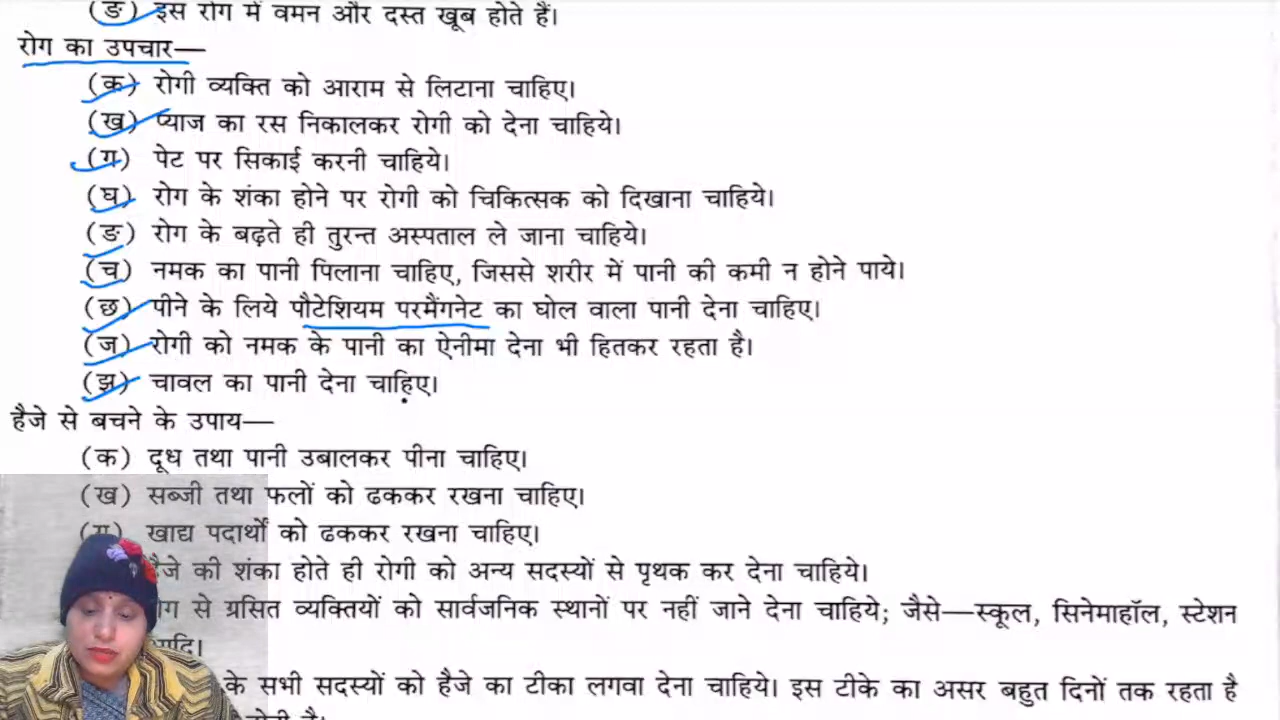 (ङ) इस रोग में वमन और दस्त खूब होते हैं।
रोग का उपचार—
(क) रोगी व्यक्ति को आराम से लिटाना चाहिए।
(ख) प्याज का रस निकालकर रोगी को देना चाहिये।
(ग) पेट पर सिकाई करनी चाहिये।
(घ) रोग के शंका होने पर रोगी को चिकित्सक को दिखाना चाहिये।
(ङ) रोग के बढ़ते ही तुरन्त अस्पताल ले जाना चाहिये।
(च) नमक का पानी पिलाना चाहिए, जिससे शरीर में पानी की कमी न होने पाये।
(छ) पीने के लिये पौटेशियम परमैंगनेट का घोल वाला पानी देना चाहिए।
(ज) रोगी को नमक के पानी का ऐनीमा देना भी हितकर रहता है।
(झ) चावल का पानी देना चाहिए।
हैजे से बचने के उपाय—
(क) दूध तथा पानी उबालकर पीना चाहिए।
(ख) सब्जी तथा फलों को ढककर रखना चाहिए।
(ग) खाद्य पदार्थों को ढककर रखना चाहिए।
हैजे की शंका होते ही रोगी को अन्य सदस्यों से पृथक कर देना चाहिये।
से ग्रसित व्यक्तियों को सार्वजनिक स्थानों पर नहीं जाने देना चाहिये; जैसे—स्कूल, सिनेमाहॉल, स्टेशन
आदि।
के सभी सदस्यों को हैजे का टीका लगवा देना चाहिये। इस टीके का असर बहुत दिनों तक रहता है